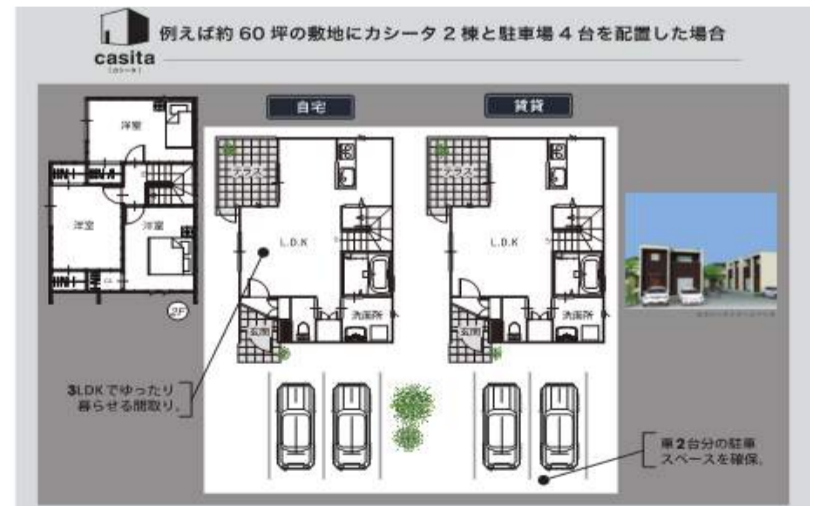 casita
[カシータ]
例えば約60坪の敷地にカシータ2棟と駐車場4台を配置した場合
自宅
賃貸
洋室
洋室
洋室
2F
テラス
L.D.K
洗面所
玄関
テラス
L.D.K
洗面所
玄関
3LDKでゆったり
暮らせる間取り。
車2台分の駐車
スペースを確保。